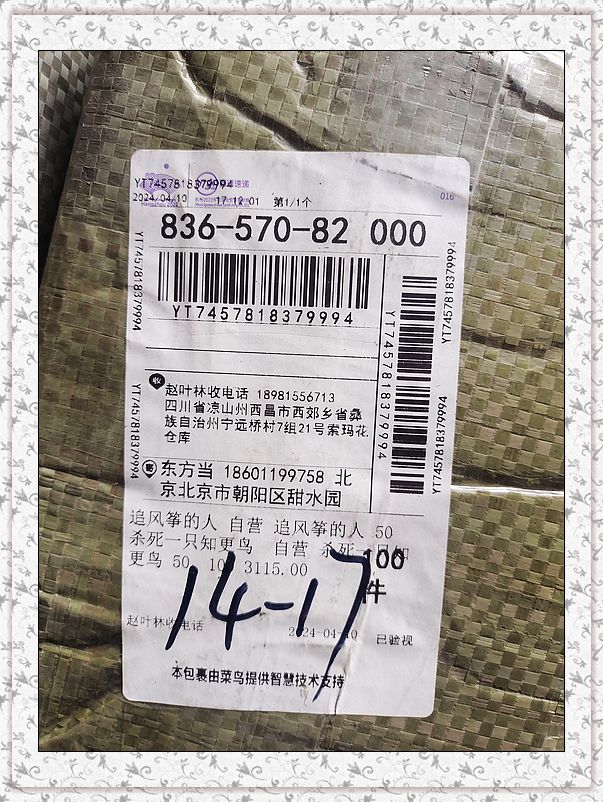 YT7457818379994
2024/04/10 17:12:01 第1/1个
016
836-570-82 000
YT7457818379994
YT7457818379994
YT7457818379994
YT7457818379994
YT7457818379994
YT7457818379994
收
赵叶林收电话 18981556713
四川省凉山州西昌市西郊乡省彝
族自治州宁远桥村7组21号索玛花
仓库
寄
东方当 18601199758 北
京北京市朝阳区甜水园
追风筝的人 自营 追风筝的人 50
杀死一只知更鸟 自营 杀死一只知
更鸟 50 3115.00
100
件
14-17
赵叶林收电话
2024-04-10 已验视
本包裹由菜鸟提供智慧技术支持